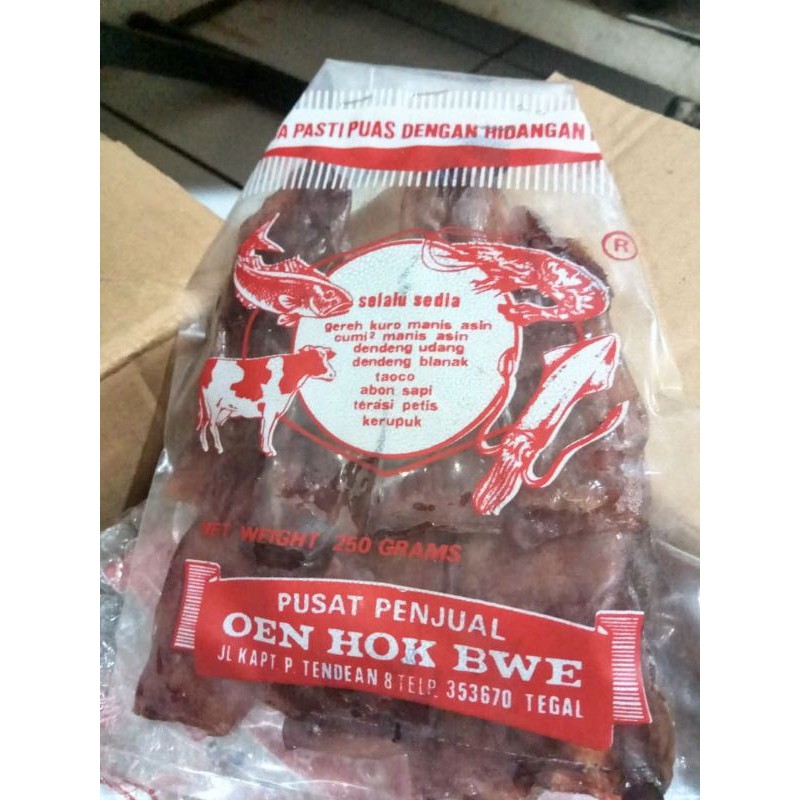 A PASTI PUAS DENGAN HIDANGAN
®
selalu sedia
gereh kuro manis asin
cumi² manis asin
dendeng udang
dendeng blanak
taoco
abon sapi
terasi petis
kerupuk
NET WEIGHT 250 GRAMS
PUSAT PENJUAL
OEN HOK BWE
JL KAPT P. TENDEAN 8 TELP. 353670 TEGAL